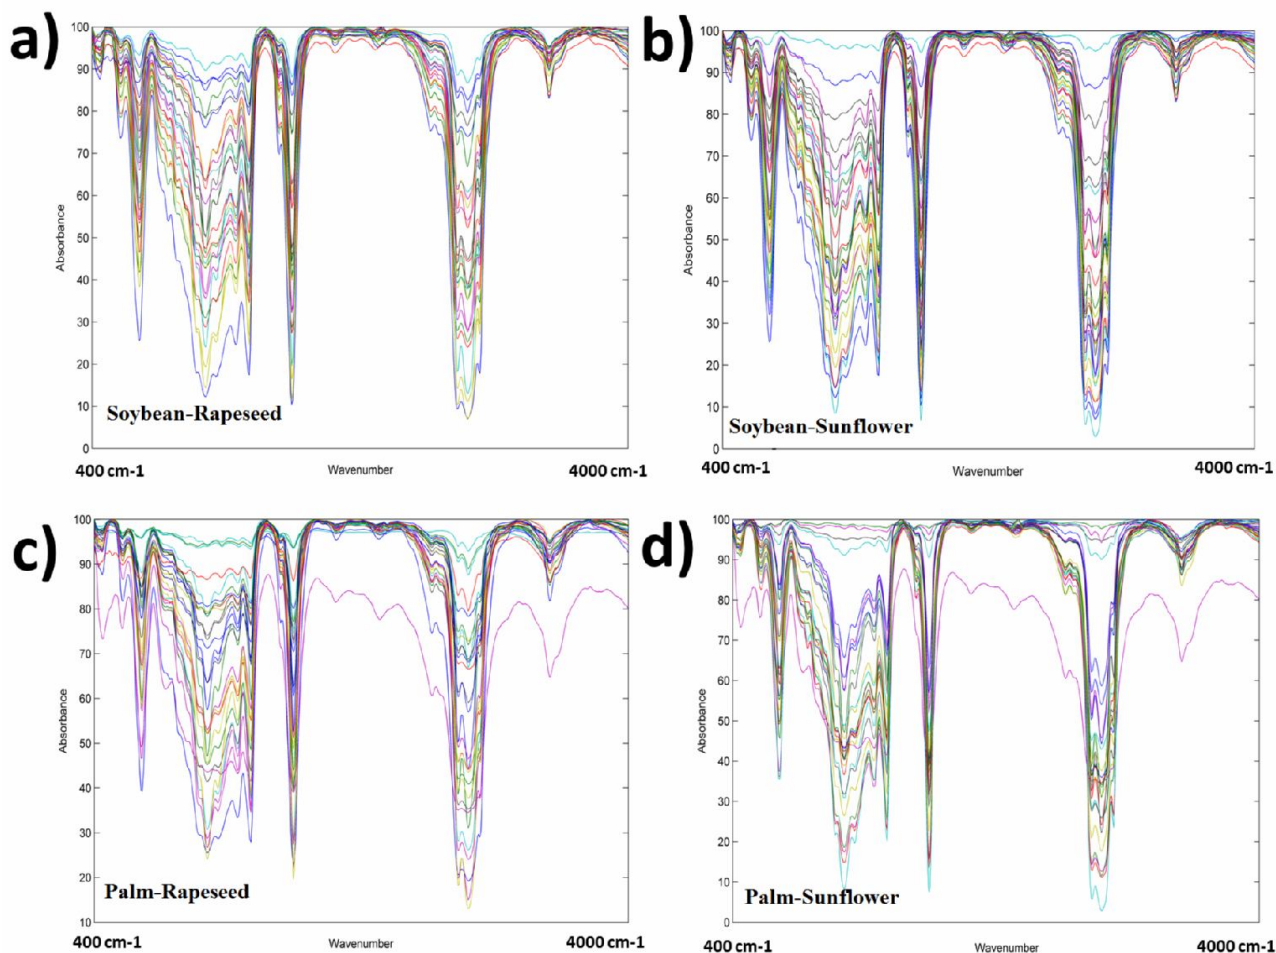 a)
100
90
80
70
60
50
40
30
20
10
0
Absorbance
Soybean-Rapeseed
400 cm-1
Wavenumber
4000 cm-1
b)
100
90
80
70
60
50
40
30
20
10
0
Absorbance
Soybean-Sunflower
400 cm-1
Wavenumber
4000 cm-1
c)
100
90
80
70
60
50
40
30
20
10
Absorbance
Palm-Rapeseed
400 cm-1
Wavenumber
4000 cm-1
d)
100
90
80
70
60
50
40
30
20
10
0
Absorbance
Palm-Sunflower
400 cm-1
Wavenumber
4000 cm-1